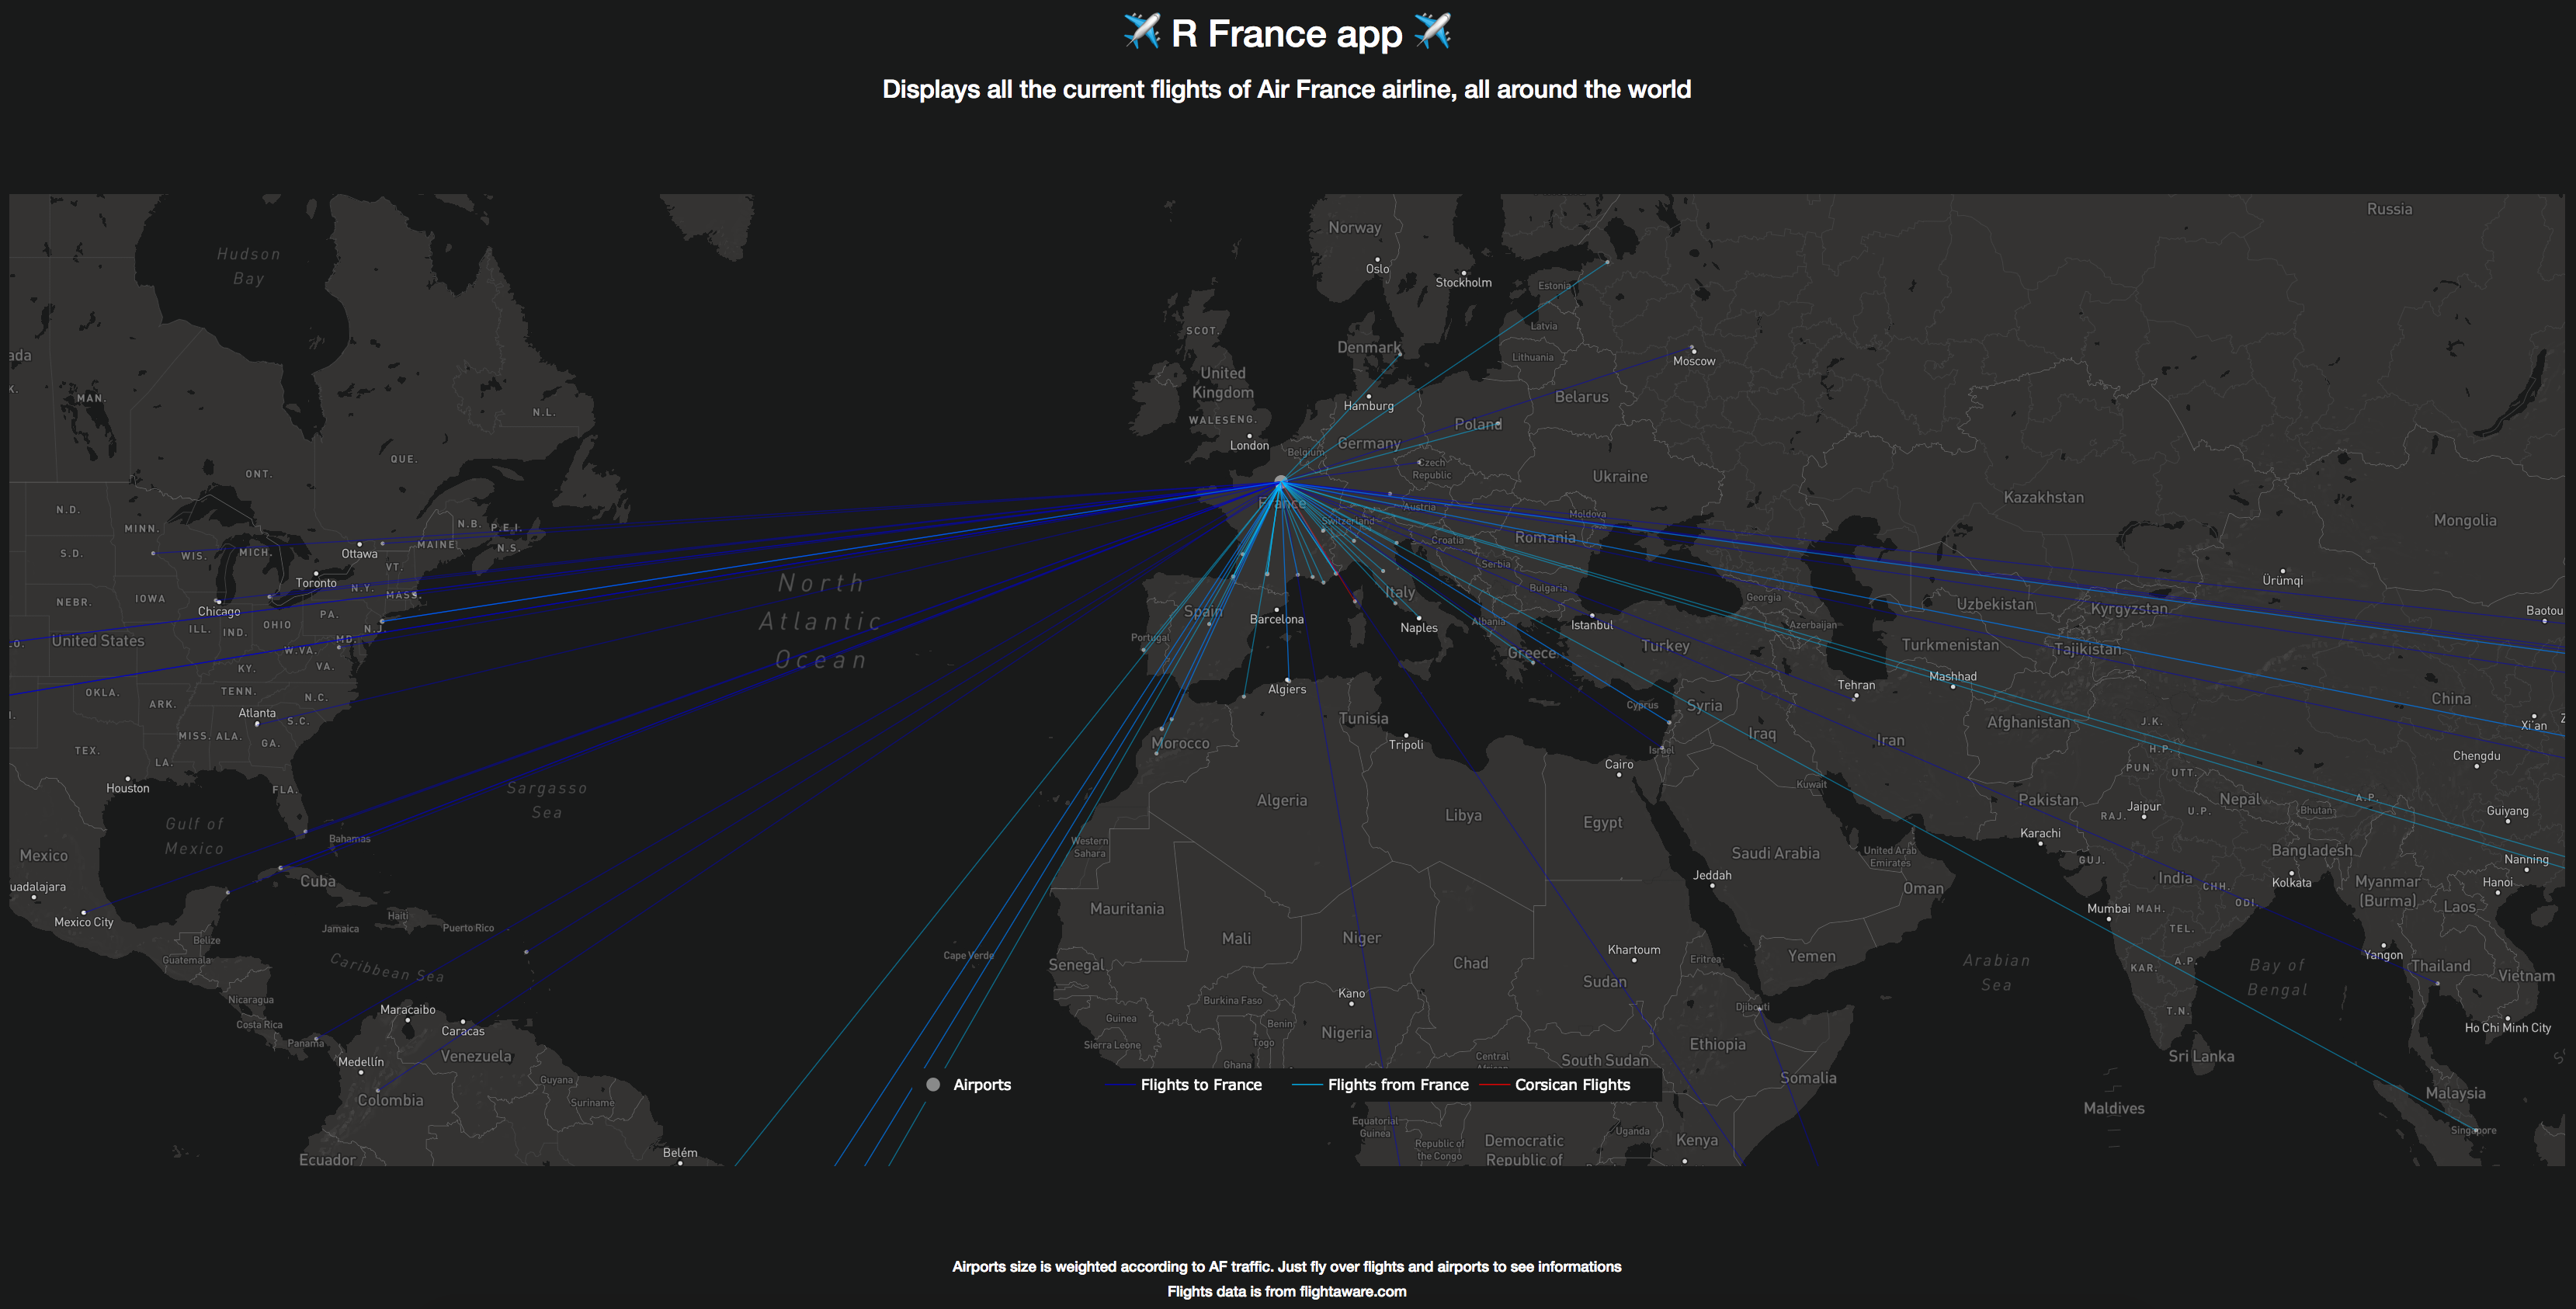 ✈️ R France app ✈️
Displays all the current flights of Air France airline, all around the world
Russia
Norway
Hudson
Bay
Oslo
Stockholm
Estonia
SCOT.
Latvia
ada
Denmark
Lithuania
Moscow
United
Kingdom
K.
MAN.
Belarus
Hamburg
N.L.
WALES ENG.
Poland
London
Germany
Belgium
QUE.
Czech
Republic
ONT.
Ukraine
Kazakhstan
France
N.D.
Austria
Moldova
Switzerland
Mongolia
MINN.
N.B. P.E.I.
Romania
Croatia
S.D.
WIS.
MICH.
Ottawa
MAINE
N.S.
VT.
Serbia
Toronto
North
Ürümqi
N.Y.
MASS.
Italy
Bulgaria
Georgia
NEBR.
IOWA
Chicago
Uzbekistan
Kyrgyzstan
Baotou
Spain
PA.
Atlantic
Barcelona
Naples
Albania
Istanbul
Azerbaijan
ILL. IND.
OHIO
N.J.
O.
United States
MD.
Portugal
Turkey
Turkmenistan
Tajikistan
W.VA.
Greece
Ocean
KY.
VA.
Mashhad
OKLA.
TENN.
N.C.
Algiers
Tehran
China
ARK.
Cyprus
Syria
Atlanta
S.C.
Tunisia
Afghanistan
J.K.
Xi'an
Z
MISS. ALA.
GA.
Morocco
Tripoli
Israel
Iraq
Iran
H.P.
TEX.
LA.
Cairo
PUN.
UTT.
Chengdu
Houston
FLA.
Sargasso
Sea
Kuwait
Algeria
Pakistan
Nepal
A.P.
Jaipur
Bhutan
Gulf of
Mexico
Libya
Egypt
RAJ.
U.P.
Guiyang
Bahamas
Western
Sahara
Karachi
Mexico
Saudi Arabia
United Arab
Emirates
Bangladesh
GUJ.
Nanning
uadalajara
Cuba
Jeddah
Oman
India
CHH.
Kolkata
Myanmar
(Burma)
Hanoi
Mexico City
Haiti
Mauritania
Mumbai MAH.
ODI.
Laos
Jamaica
Puerto Rico
TEL.
Belize
Mali
Niger
Khartoum
Guatemala
Caribbean Sea
Cape Verde
Senegal
Chad
Eritrea
Yemen
Arabian
Sea
KAR.
A.P.
Bay of
Bengal
Yangon
Thailand
Vietnam
Sudan
Nicaragua
Burkina Faso
Kano
Djibouti
Maracaibo
Costa Rica
Caracas
Guinea
Benin
T.N.
Nigeria
Ho Chi Minh City
Panama
Togo
Sierra Leone
Ethiopia
Medellín
Venezuela
Ghana
Central
South Sudan
Sri Lanka
Guyana
Airports
Flights to France
Flights from France
Corsican Flights
Somalia
Malaysia
Colombia
Suriname
Maldives
Equatorial
Guinea
Uganda
Singapore
Republic of
the Congo
Democratic
Republic of
Kenya
Belém
Ecuador
Airports size is weighted according to AF traffic. Just fly over flights and airports to see informations
Flights data is from flightaware.com